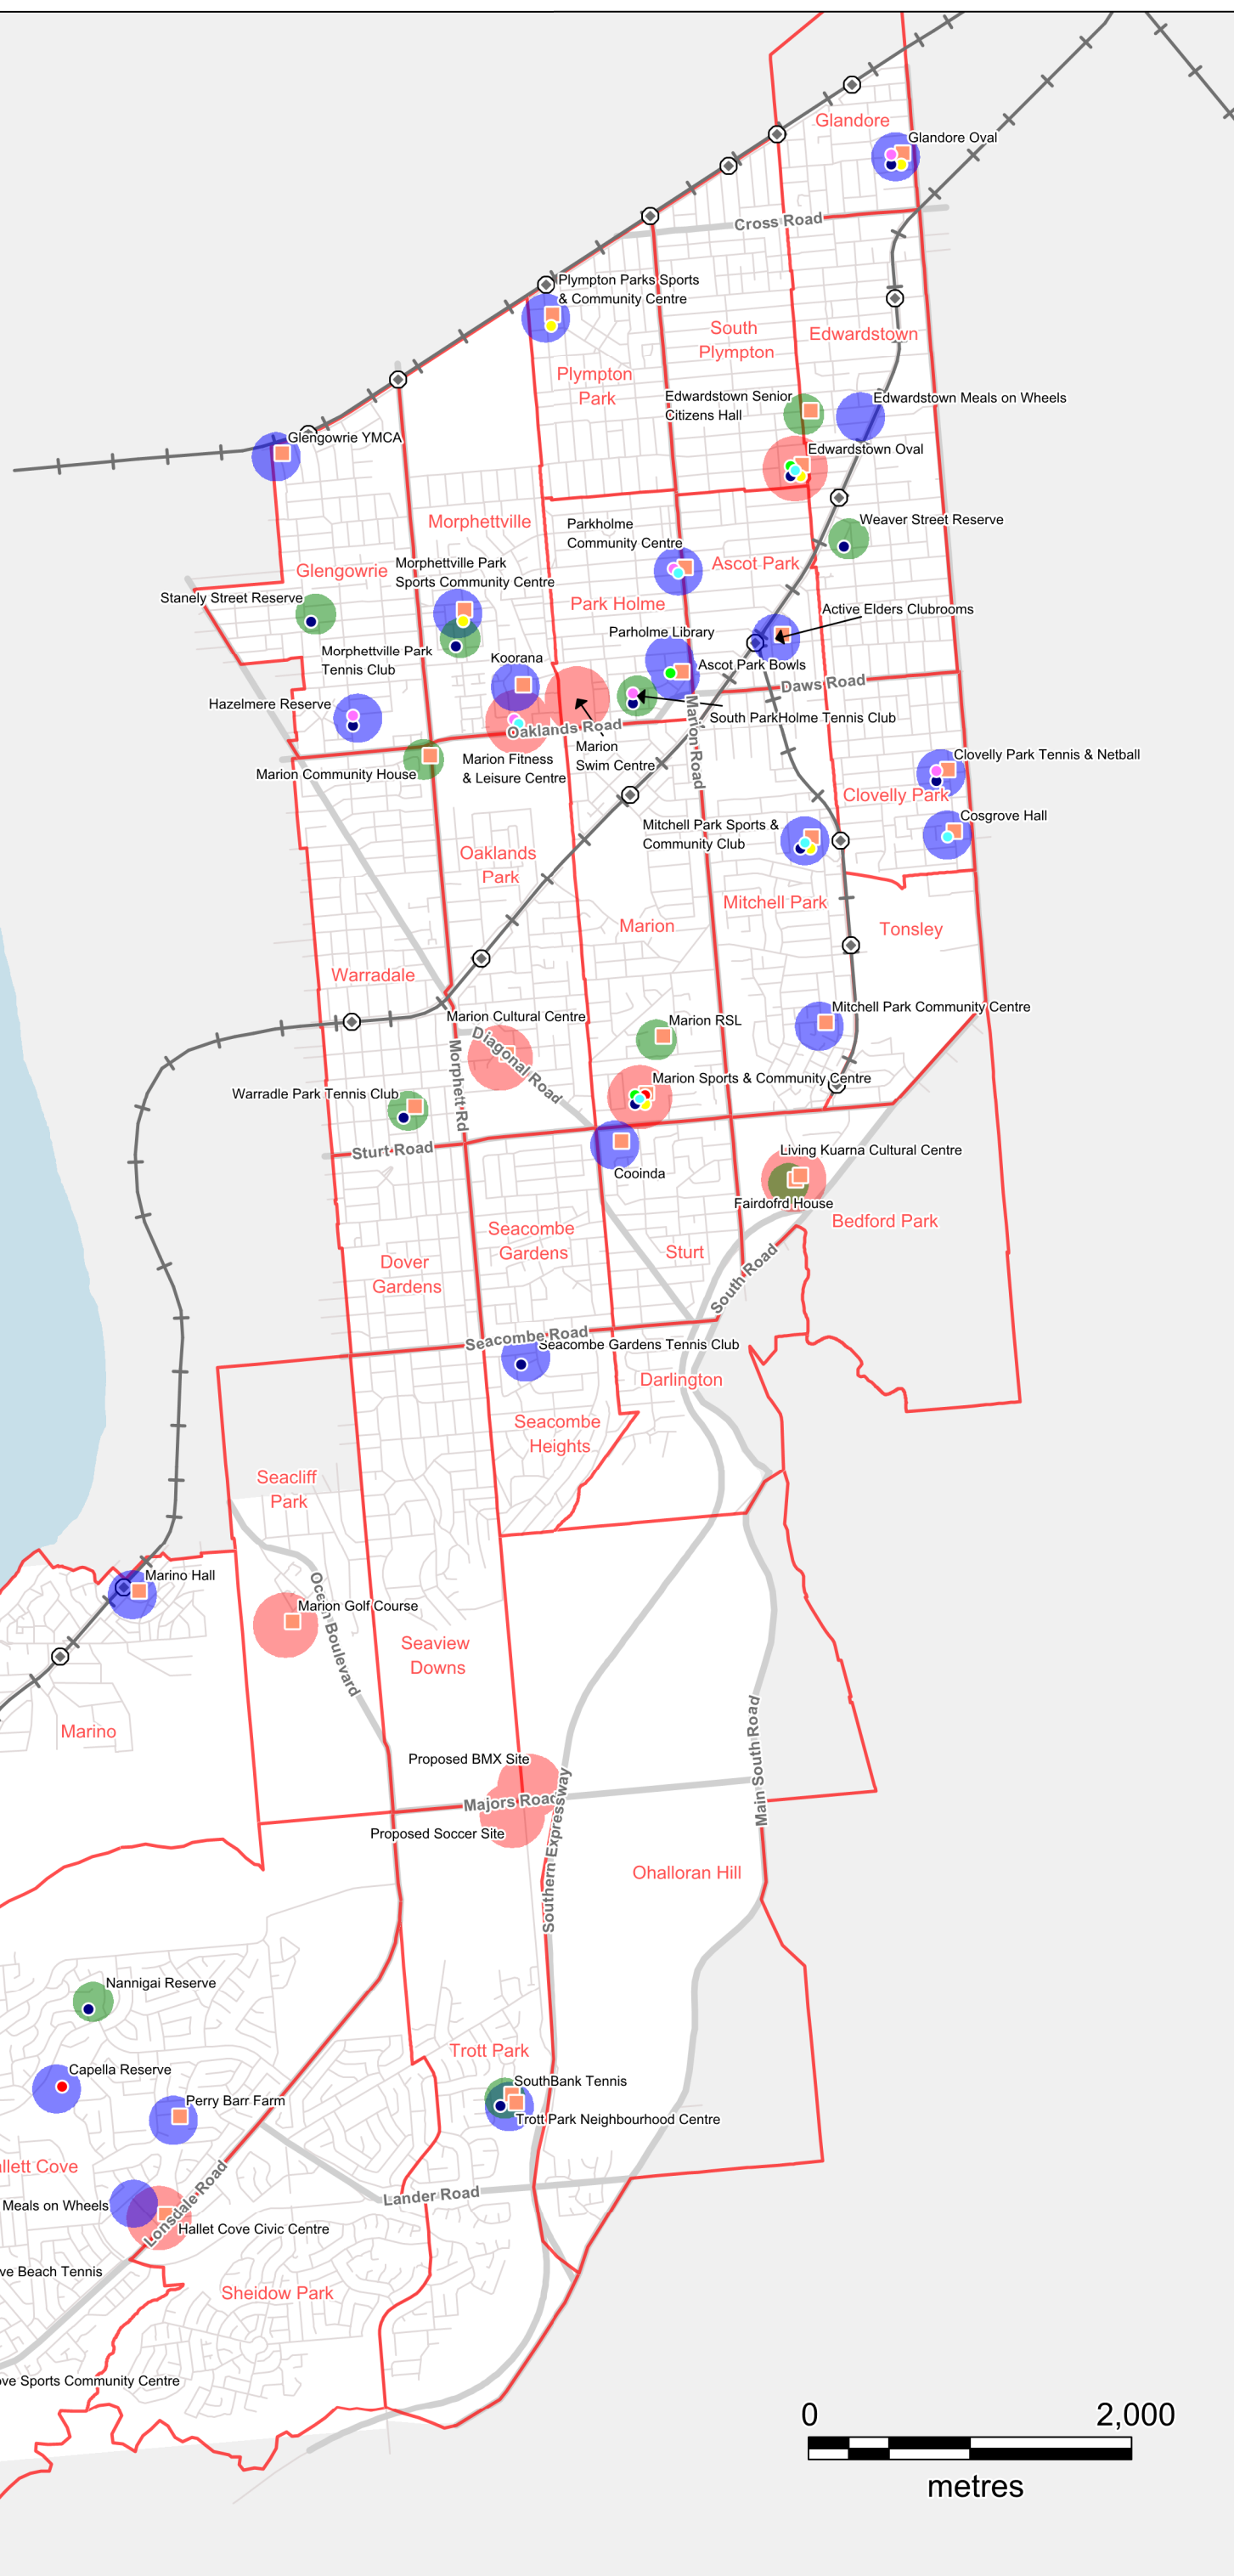 Glandore
Glandore Oval
Cross Road
Plympton Parks Sports
& Community Centre
South
Plympton
Edwardstown
Plympton
Park
Edwardstown Senior
Citizens Hall
Edwardstown Meals on Wheels
Glengowrie YMCA
Edwardstown Oval
Morphettville
Parkholme
Community Centre
Weaver Street Reserve
Glengowrie
Morphettville Park
Sports Community Centre
Ascot Park
Stanely Street Reserve
Park Holme
Active Elders Clubrooms
Parholme Library
Morphettville Park
Tennis Club
Koorana
Ascot Park Bowls
Daws Road
Hazelmere Reserve
Marion Road
South ParkHolme Tennis Club
Oaklands Road
Marion
Swim Centre
Marion Fitness
& Leisure Centre
Marion Community House
Clovelly Park Tennis & Netball
Clovelly Park
Cosgrove Hall
Mitchell Park Sports &
Community Club
Oaklands
Park
Mitchell Park
Marion
Tonsley
Warradale
Mitchell Park Community Centre
Marion Cultural Centre
Marion RSL
Diagonal Road
Morphett Rd
Marion Sports & Community Centre
Warradle Park Tennis Club
Sturt Road
Living Kuarna Cultural Centre
Cooinda
Fairdofrd House
Bedford Park
Seacombe
Gardens
Sturt
Dover
Gardens
South Road
Seacombe Road
Seacombe Gardens Tennis Club
Darlington
Seacombe
Heights
Seacliff
Park
Marino Hall
Ocean Boulevard
Marion Golf Course
Seaview
Downs
Marino
Main South Road
Proposed BMX Site
Majors Road
Southern Expressway
Proposed Soccer Site
Ohalloran Hill
Nannigai Reserve
Trott Park
Capella Reserve
SouthBank Tennis
Perry Barr Farm
Trott Park Neighbourhood Centre
llett Cove
Lonsdale Road
Lander Road
Meals on Wheels
Hallet Cove Civic Centre
ve Beach Tennis
Sheidow Park
ove Sports Community Centre
0 2,000
metres